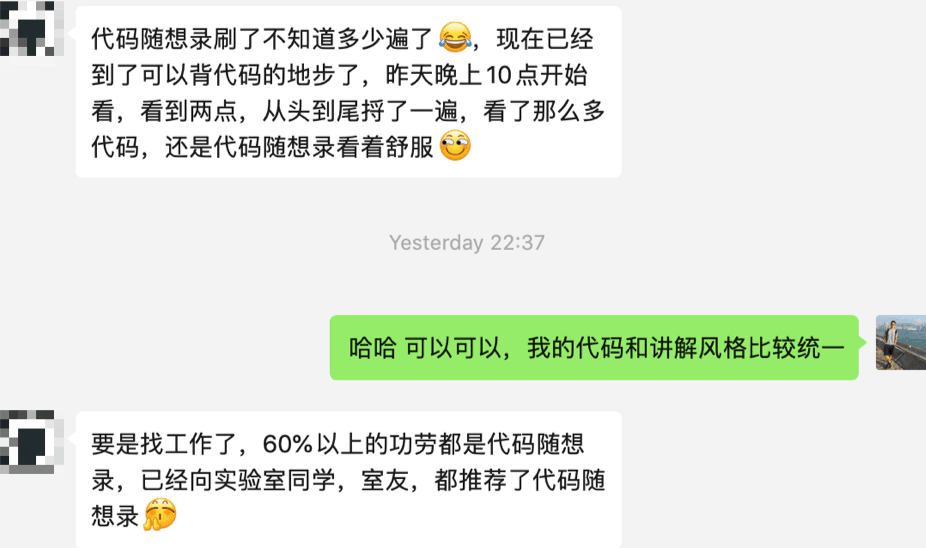 代码随想录刷了不知道多少遍了😂，现在已经
到了可以背代码的地步了，昨天晚上10点开始
看，看到两点，从头到尾捋了一遍，看了那么多
代码，还是代码随想录看着舒服
Yesterday 22:37
哈哈 可以可以，我的代码和讲解风格比较统一
要是找工作了，60%以上的功劳都是代码随想
录，已经向实验室同学，室友，都推荐了代码随
想录